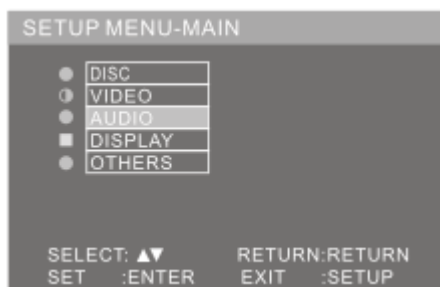 SETUP MENU-MAIN
DISC
VIDEO
AUDIO
DISPLAY
OTHERS
SELECT: ▲▼ RETURN:RETURN
SET :ENTER EXIT :SETUP